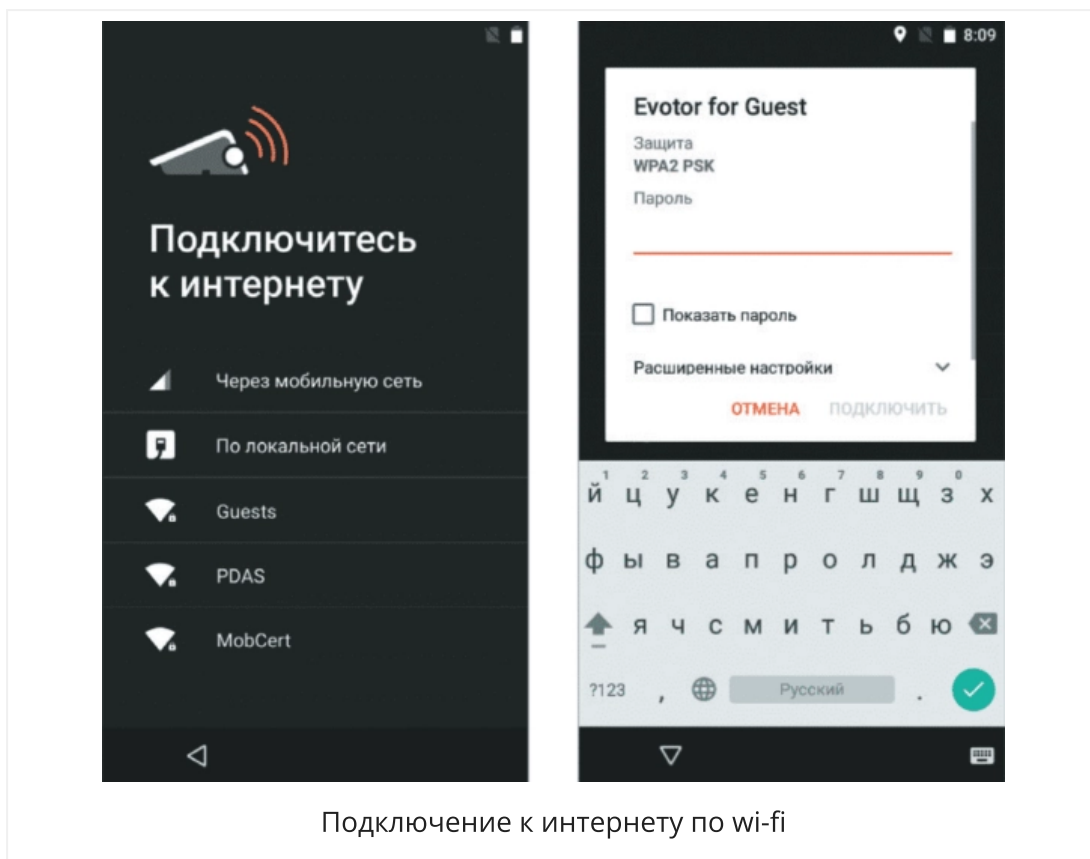 Подключитесь
к интернету
Через мобильную сеть
По локальной сети
Guests
PDAS
MobCert
8:09
Evotor for Guest
Защита
WPA2 PSK
Пароль
Показать пароль
Расширенные настройки
ОТМЕНА ПОДКЛЮЧИТЬ
1 2 3 4 5 6 7 8 9 0
й ц у к е н г ш щ з х
ф ы в а п р о л д ж э
я ч с м и т ь б ю
?123 , Русский .
Подключение к интернету по wi-fi